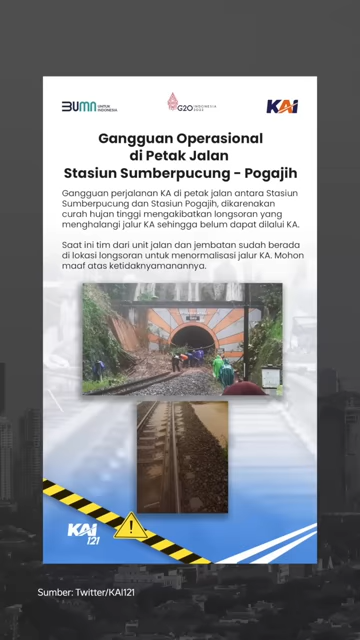 BUMN UNTUK INDONESIA
G20 INDONESIA 2022
KAI
Gangguan Operasional
di Petak Jalan
Stasiun Sumberpucung - Pogajih
Gangguan perjalanan KA di petak jalan antara Stasiun
Sumberpucung dan Stasiun Pogajih, dikarenakan
curah hujan tinggi mengakibatkan longsoran yang
menghalangi jalur KA sehingga belum dapat dilalui KA.
Saat ini tim dari unit jalan dan jembatan sudah berada
di lokasi longsoran untuk menormalisasi jalur KA. Mohon
maaf atas ketidaknyamanannya.
KAI
121
!
Sumber: Twitter/KAI121